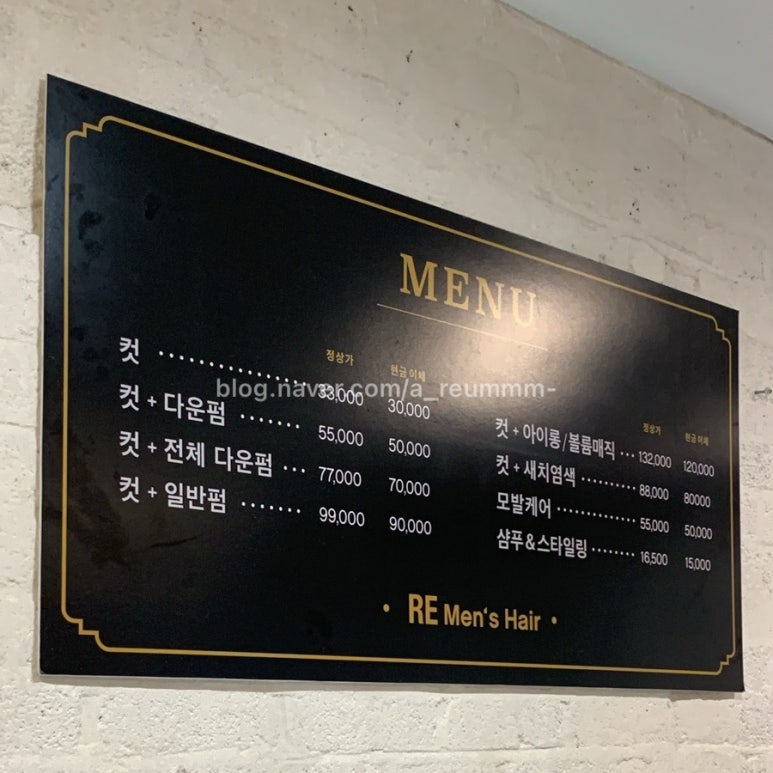 MENU
정상가 현금 이체
컷 ·················· 33,000 30,000
컷 + 다운펌 ······· 55,000 50,000
컷 + 전체 다운펌 ··· 77,000 70,000
컷 + 일반펌 ······· 99,000 90,000
정상가 현금 이체
컷 + 아이롱/볼륨매직 ··· 132,000 120,000
컷 + 새치염색 ·········· 88,000 80000
모발케어 ·············· 55,000 50,000
샴푸&스타일링 ········ 16,500 15,000
· RE Men's Hair ·
blog.naver.com/a_reummm-